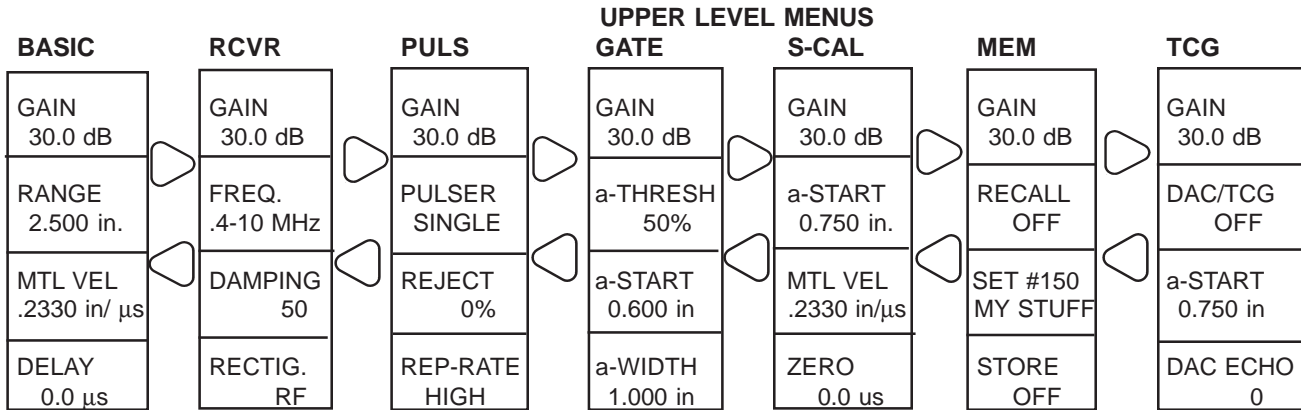 UPPER LEVEL MENUS
BASIC RCVR PULS GATE S-CAL MEM TCG
GAIN
30.0 dB
RANGE
2.500 in.
MTL VEL
.2330 in/ μs
DELAY
0.0 μs
GAIN
30.0 dB
FREQ.
.4-10 MHz
DAMPING
50
RECTIG.
RF
GAIN
30.0 dB
PULSER
SINGLE
REJECT
0%
REP-RATE
HIGH
GAIN
30.0 dB
a-THRESH
50%
a-START
0.600 in
a-WIDTH
1.000 in
GAIN
30.0 dB
a-START
0.750 in.
MTL VEL
.2330 in/μs
ZERO
0.0 us
GAIN
30.0 dB
RECALL
OFF
SET #150
MY STUFF
STORE
OFF
GAIN
30.0 dB
DAC/TCG
OFF
a-START
0.750 in
DAC ECHO
0